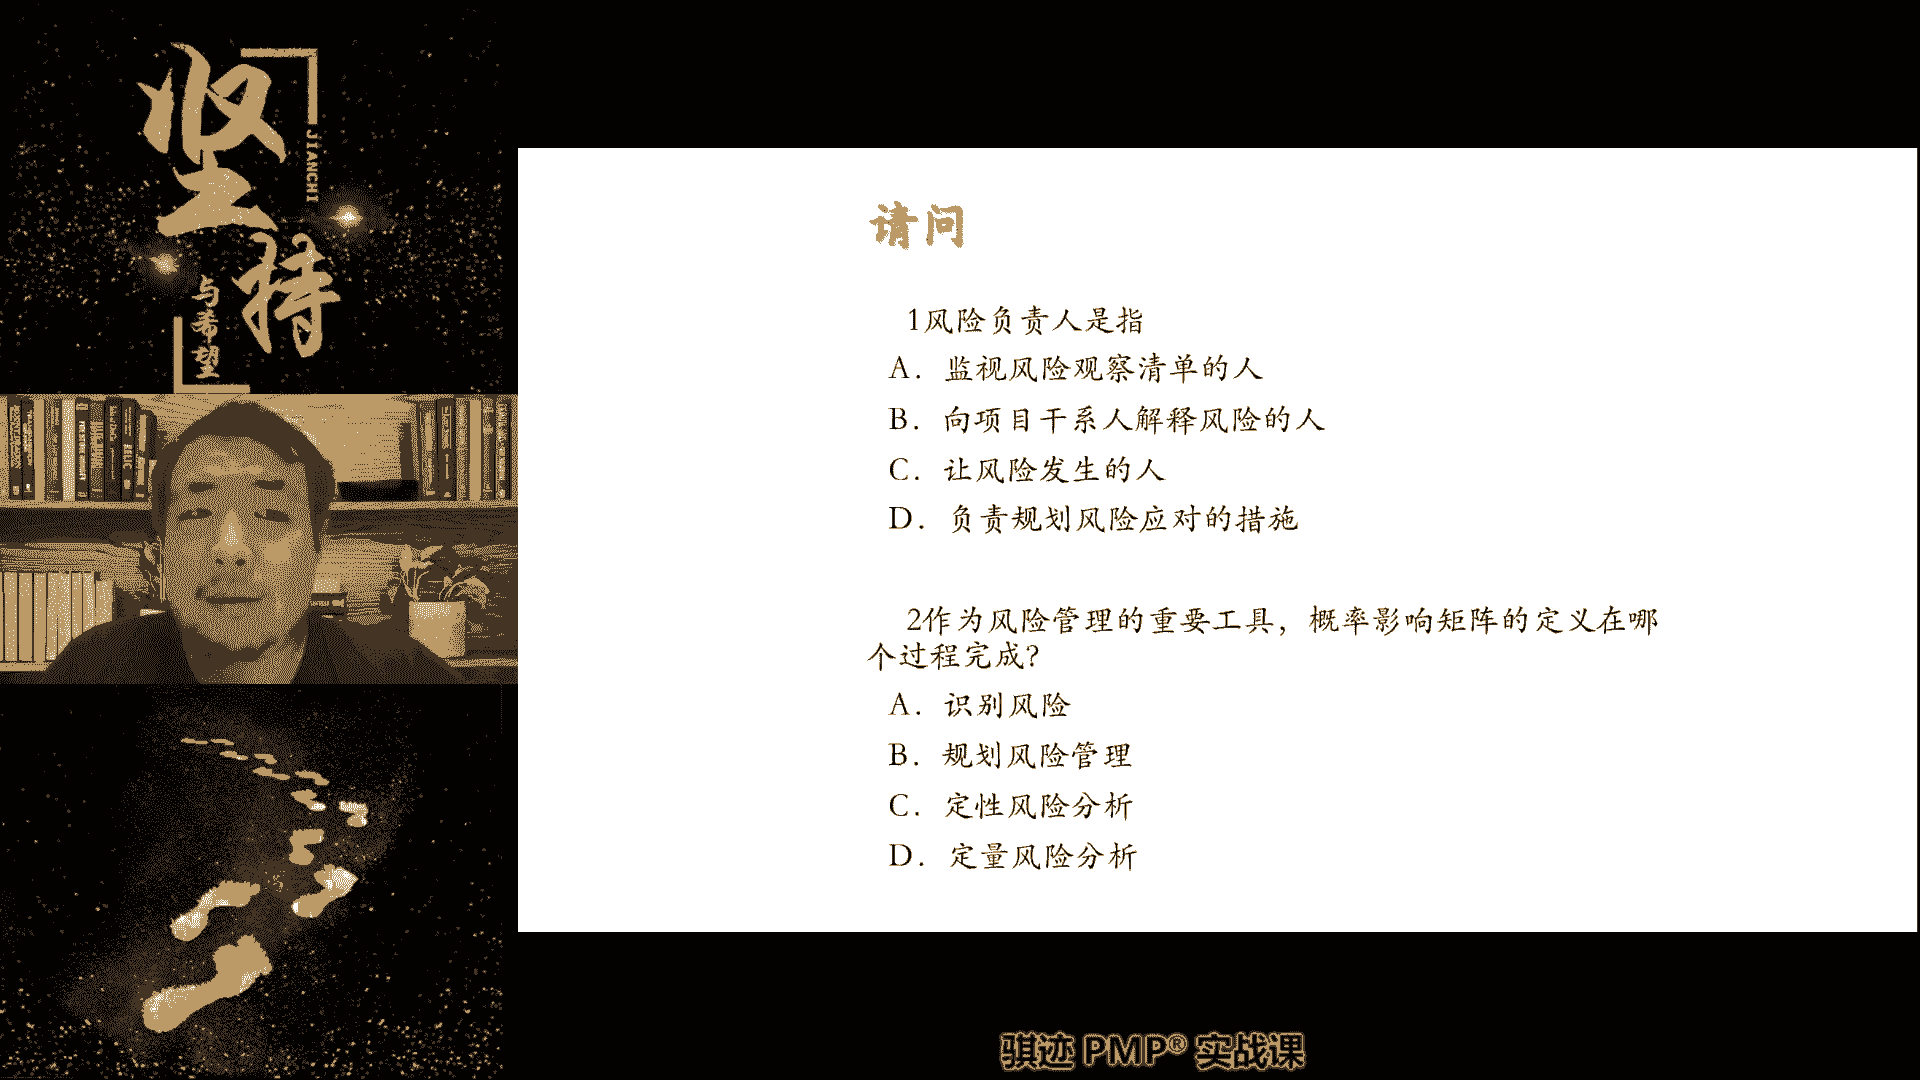 坚持
JIANCHI
与希望
请问
1风险负责人是指
A. 监视风险观察清单的人
B. 向项目干系人解释风险的人
C. 让风险发生的人
D. 负责规划风险应对的措施
2作为风险管理的重要工具，概率影响矩阵的定义在哪
个过程完成？
A. 识别风险
B. 规划风险管理
C. 定性风险分析
D. 定量风险分析
骐迹 PMP® 实战课